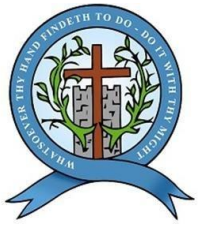 WHATSOEVER THY HAND FINDETH TO DO - DO IT WITH THY MIGHT